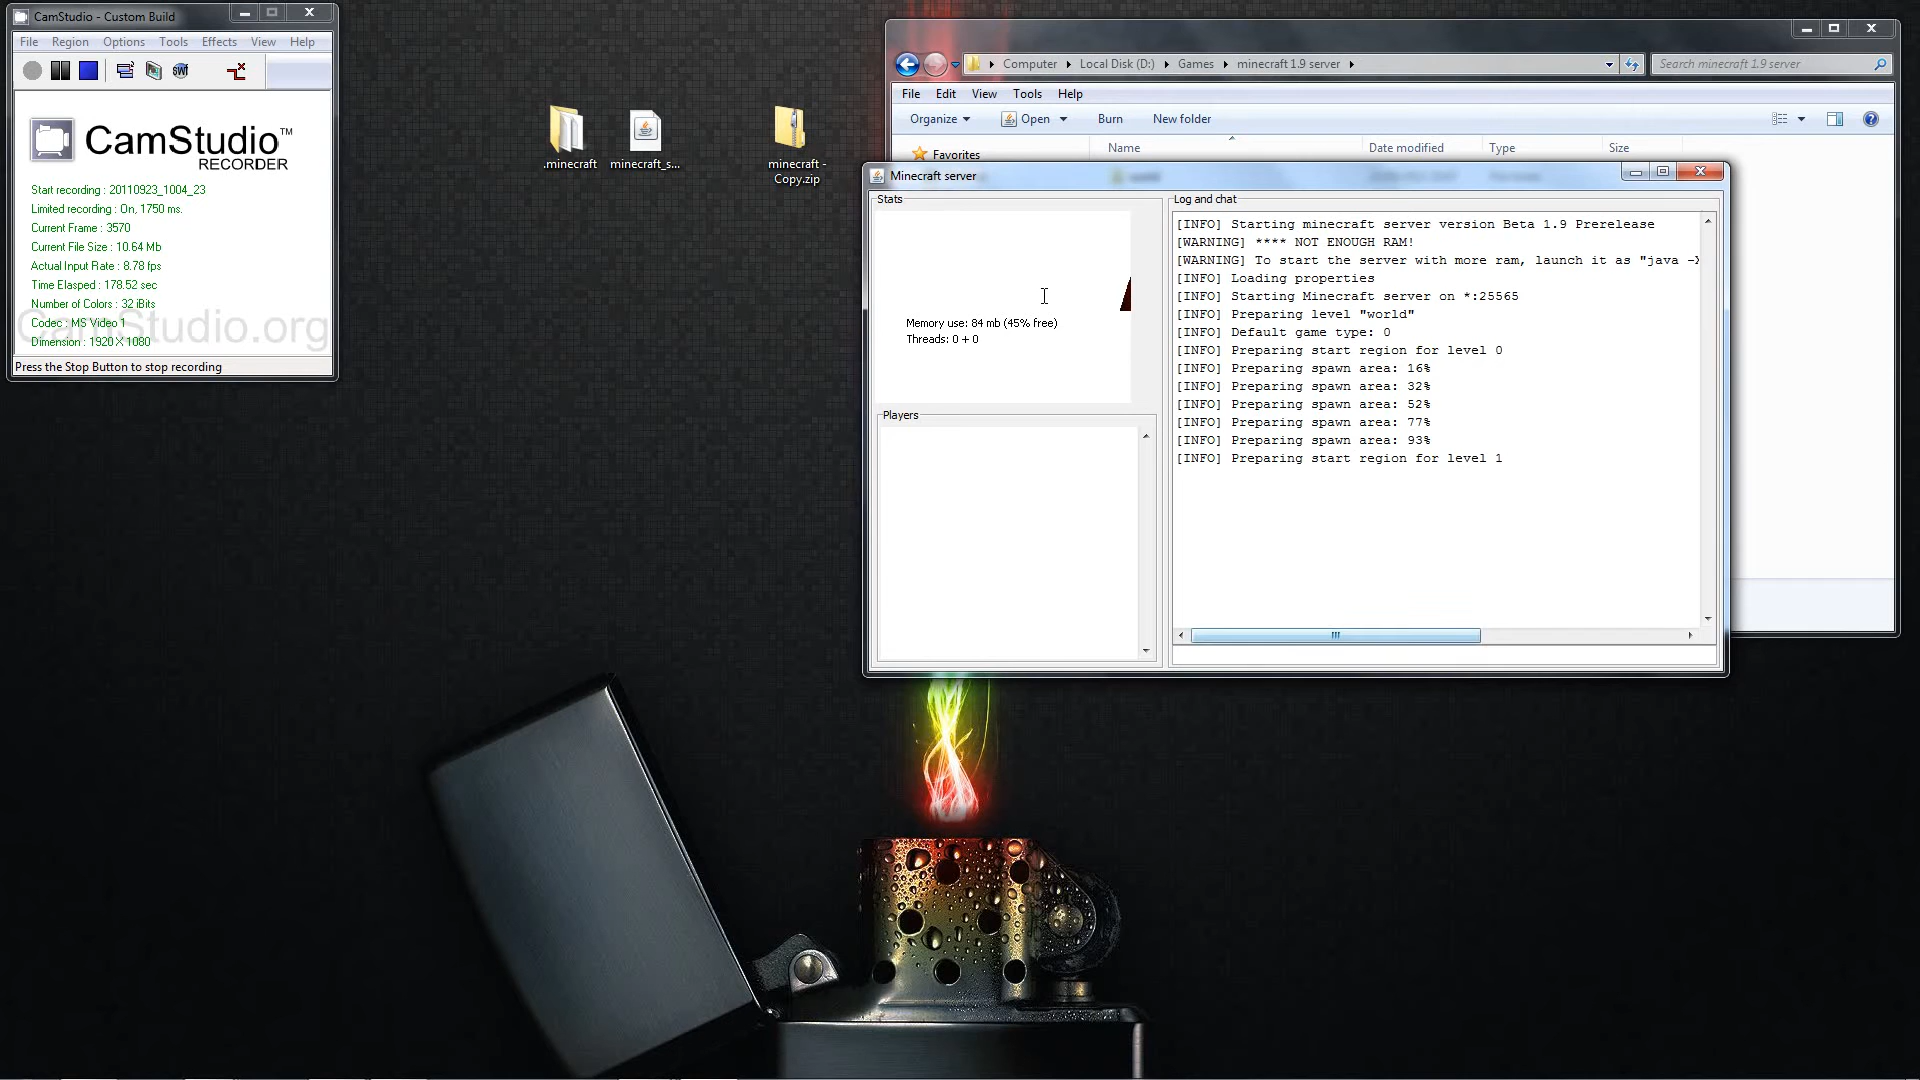 CamStudio - Custom Build
File Region Options Tools Effects View Help
CamStudio™
RECORDER
Start recording : 20110923_1004_23
Limited recording : On, 1750 ms.
Current Frame : 3570
Current File Size : 10.64 Mb
Actual Input Rate : 8.78 fps
Time Elasped : 178.52 sec
Number of Colors : 32 iBits
Codec : MS Video 1
CamStudio.org
Dimension : 1920 X 1080
Press the Stop Button to stop recording
.minecraft
minecraft_s...
minecraft -
Copy.zip
Computer Local Disk (D:) Games minecraft 1.9 server
Search minecraft 1.9 server
File Edit View Tools Help
Organize Open Burn New folder
Favorites
Name Date modified Type Size
Minecraft server
Stats
Memory use: 84 mb (45% free)
Threads: 0 + 0
Players
Log and chat
[INFO] Starting minecraft server version Beta 1.9 Prerelease
[WARNING] **** NOT ENOUGH RAM!
[WARNING] To start the server with more ram, launch it as "java -X
[INFO] Loading properties
[INFO] Starting Minecraft server on *:25565
[INFO] Preparing level "world"
[INFO] Default game type: 0
[INFO] Preparing start region for level 0
[INFO] Preparing spawn area: 16%
[INFO] Preparing spawn area: 32%
[INFO] Preparing spawn area: 52%
[INFO] Preparing spawn area: 77%
[INFO] Preparing spawn area: 93%
[INFO] Preparing start region for level 1